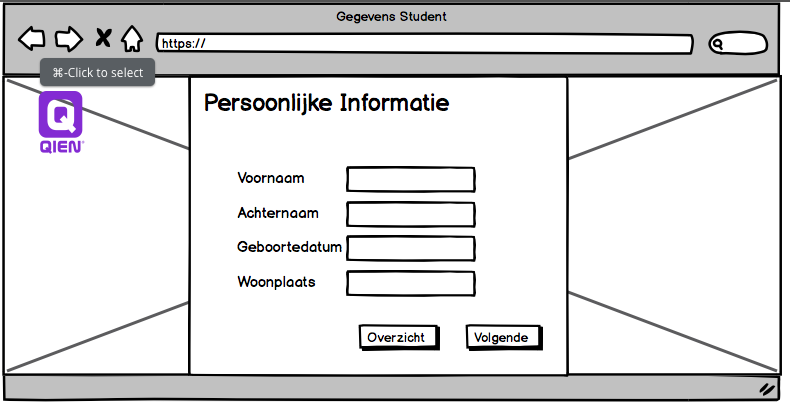 Gegevens Student
https://
⌘-Click to select
QIEN
Persoonlijke Informatie
Voornaam
Achternaam
Geboortedatum
Woonplaats
Overzicht
Volgende